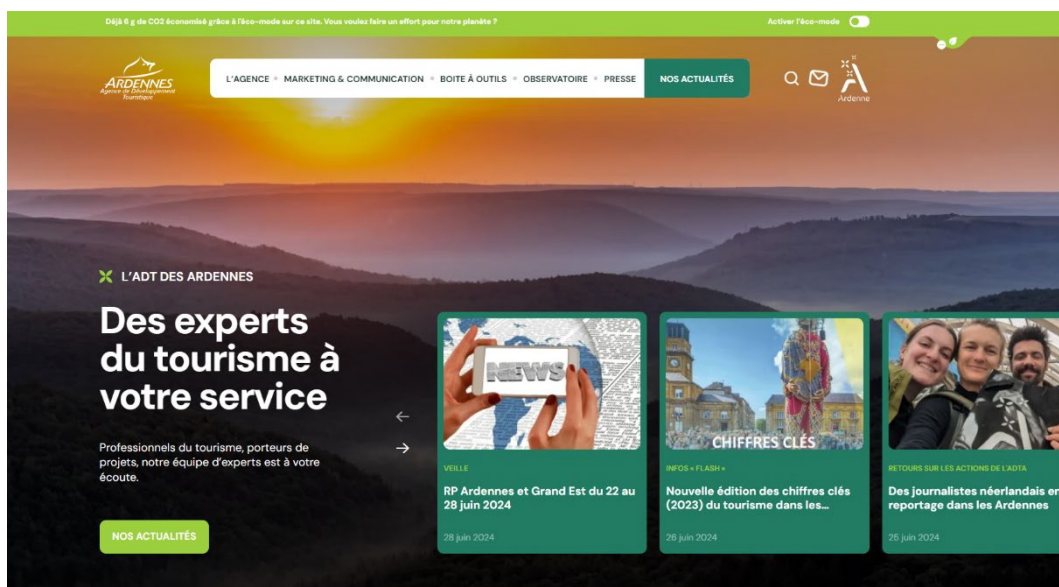 Déjà 6 g de CO2 économisé grâce à l'éco-mode sur ce site. Vous voulez faire un effort pour notre planète ?
Activer l'éco-mode
ARDENNES
Agence de Développement
Touristique
L'AGENCE
MARKETING & COMMUNICATION
BOITE À OUTILS
OBSERVATOIRE
PRESSE
NOS ACTUALITÉS
Ardenne
L'ADT DES ARDENNES
Des experts
du tourisme à
votre service
Professionnels du tourisme, porteurs de
projets, notre équipe d'experts est à votre
écoute.
NOS ACTUALITÉS
NEWS
VEILLE
RP Ardennes et Grand Est du 22 au
28 juin 2024
28 juin 2024
CHIFFRES CLÉS
INFOS « FLASH »
Nouvelle édition des chiffres clés
(2023) du tourisme dans les...
26 juin 2024
RETOURS SUR LES ACTIONS DE L'ADTA
Des journalistes néerlandais en
reportage dans les Ardennes
25 juin 2024